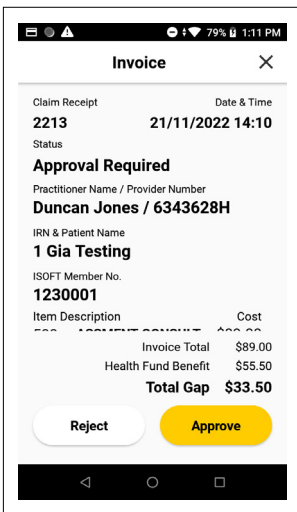 79% 1:11 PM
Invoice
Claim Receipt Date & Time
2213 21/11/2022 14:10
Status
Approval Required
Practitioner Name / Provider Number
Duncan Jones / 6343628H
IRN & Patient Name
1 Gia Testing
ISOFT Member No.
1230001
Item Description Cost
Invoice Total $89.00
Health Fund Benefit $55.50
Total Gap $33.50
Reject Approve